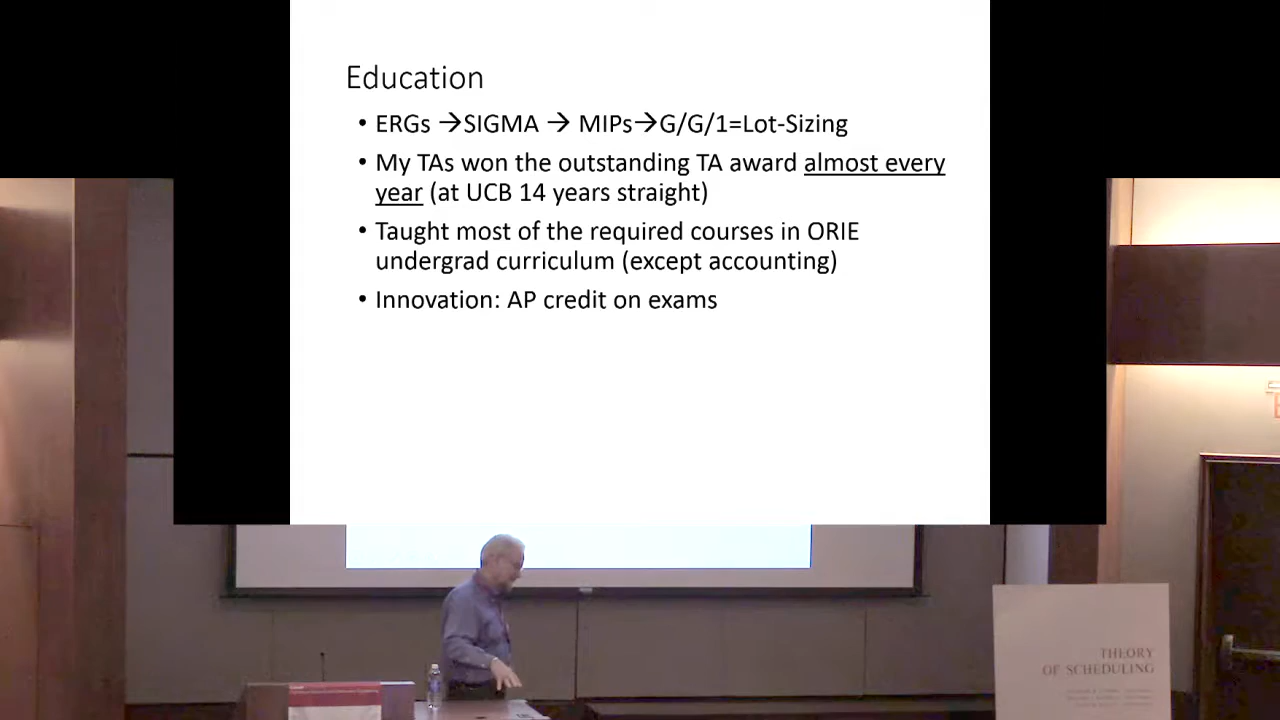 Education
• ERGs →SIGMA → MIPs→G/G/1=Lot-Sizing
• My TAs won the outstanding TA award almost every
year (at UCB 14 years straight)
• Taught most of the required courses in ORIE
undergrad curriculum (except accounting)
• Innovation: AP credit on exams
THEORY
OF SCHEDULING